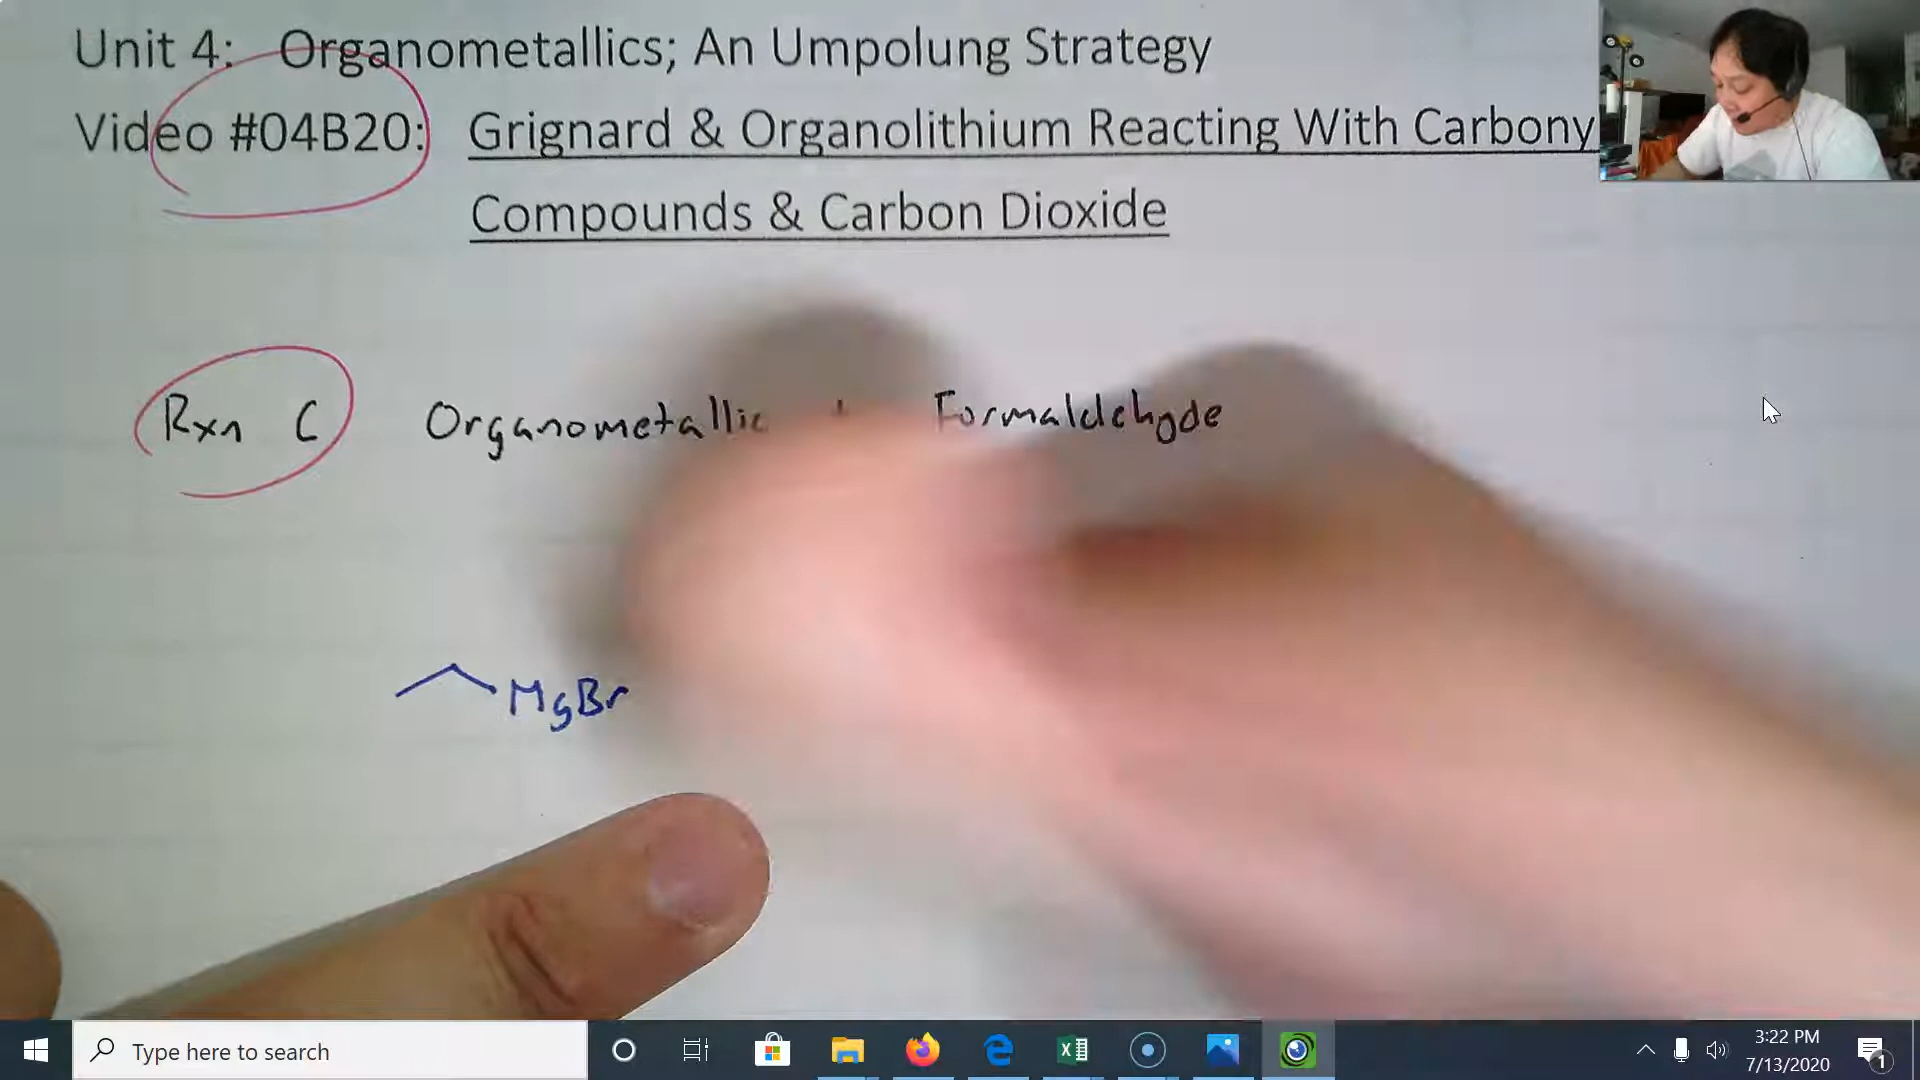 Unit 4: Organometallics; An Umpolung Strategy
Video #04B20: Grignard & Organolithium Reacting With Carbony
Compounds & Carbon Dioxide
Rxn C Organometallic + Formaldehyde
MgBr
Type here to search
3:22 PM
7/13/2020
1